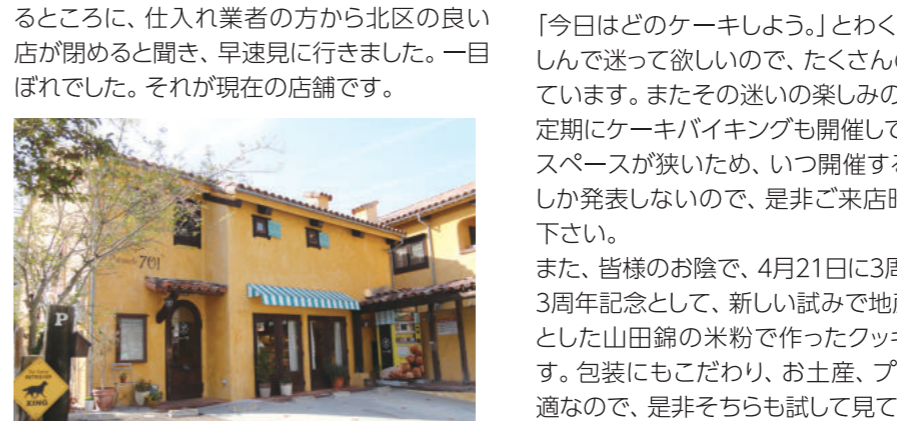 るところに、仕入れ業者の方から北区の良い
店が閉めると聞き、早速見に行きました。一目
ぼれでした。それが現在の店舗です。
701
P
RETRIEVER
XING
「今日はどのケーキしよう。」とわく
しんで迷って欲しいので、たくさんの
ています。またその迷いの楽しみの
定期にケーキバイキングも開催して
スペースが狭いため、いつ開催する
しか発表しないので、是非ご来店時
下さい。
また、皆様のお陰で、4月21日に3周
3周年記念として、新しい試みで地産
とした山田錦の米粉で作ったクッキ
す。包装にもこだわり、お土産、プ
適なので、是非そちらも試して見て